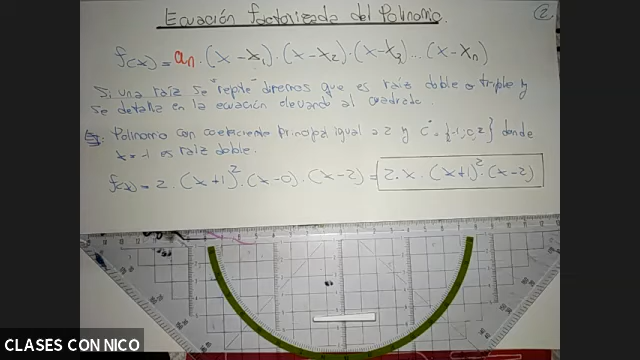 Ecuación factorizada del Polinomio.
2
f(x) = an · (x - x1) · (x - x2) · (x - x3) ... (x - xn)
Si una raíz se "repite" diremos que es raíz doble o triple y
se detalla en la ecuación elevando al cuadrado.
Ej: Polinomio con coeficiente principal igual a 2 y C° = {-1, 0, 2} donde
x = -1 es raíz doble.
f(x) = 2 · (x+1)² · (x-0) · (x-2) = 2 · x · (x+1)² · (x-2)
CLASES CON NICO